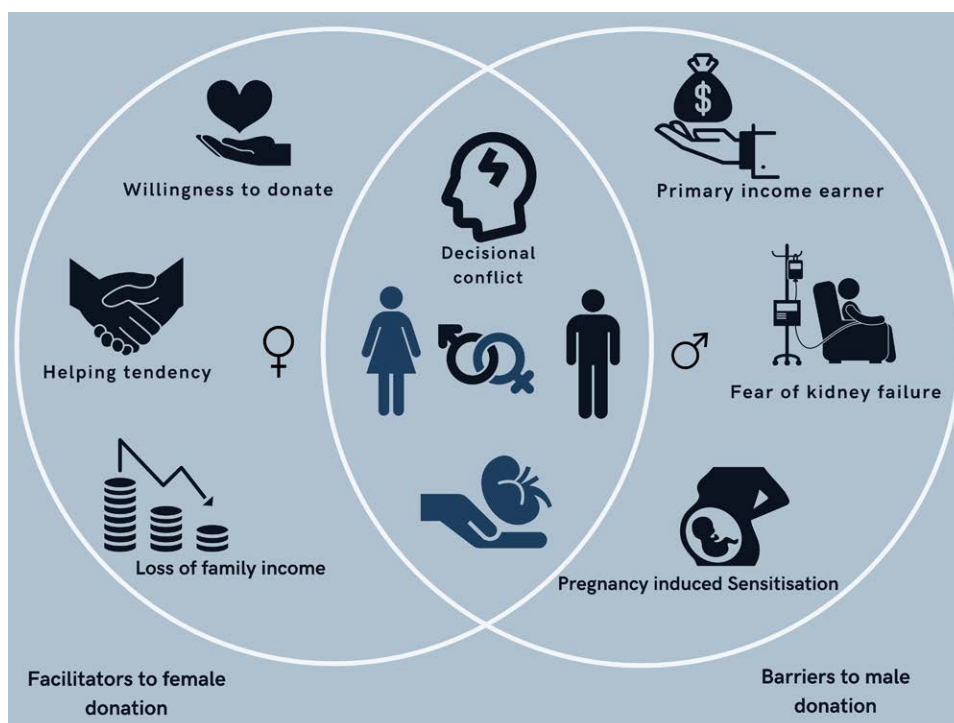 Willingness to donate
Primary income earner
Decisional
conflict
Helping tendency
Fear of kidney failure
Loss of family income
Pregnancy induced Sensitisation
Facilitators to female
donation
Barriers to male
donation
$